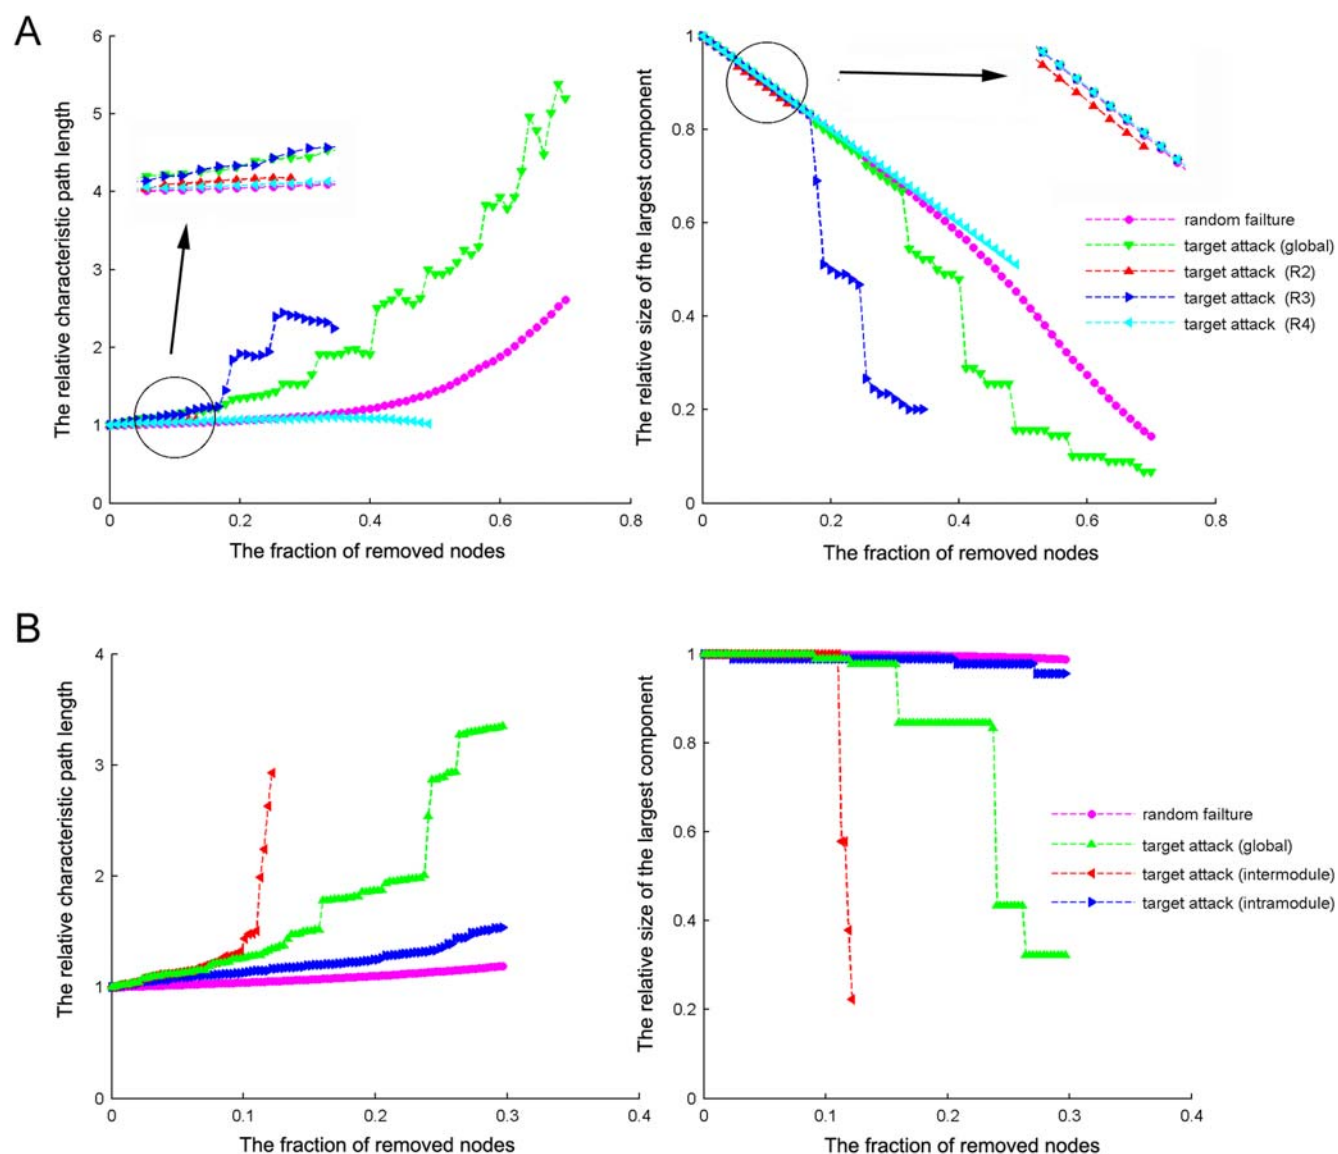 A
The relative characteristic path length
6
5
4
3
2
1
0
0
0.2
0.4
0.6
0.8
The fraction of removed nodes
The relative size of the largest component
1
0.8
0.6
0.4
0.2
0
0
0.2
0.4
0.6
0.8
The fraction of removed nodes
random failture
target attack (global)
target attack (R2)
target attack (R3)
target attack (R4)
B
The relative characteristic path length
4
3
2
1
0
0
0.1
0.2
0.3
0.4
The fraction of removed nodes
The relative size of the largest component
1
0.8
0.6
0.4
0.2
0
0
0.1
0.2
0.3
0.4
The fraction of removed nodes
random failture
target attack (global)
target attack (intermodule)
target attack (intramodule)